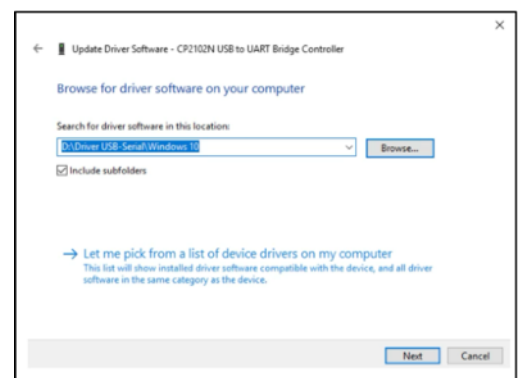 Update Driver Software - CP2102N USB to UART Bridge Controller
Browse for driver software on your computer
Search for driver software in this location:
D:\Driver USB-Serial\Windows 10
Browse...
Include subfolders
Let me pick from a list of device drivers on my computer
This list will show installed driver software compatible with the device, and all driver
software in the same category as the device.
Next Cancel